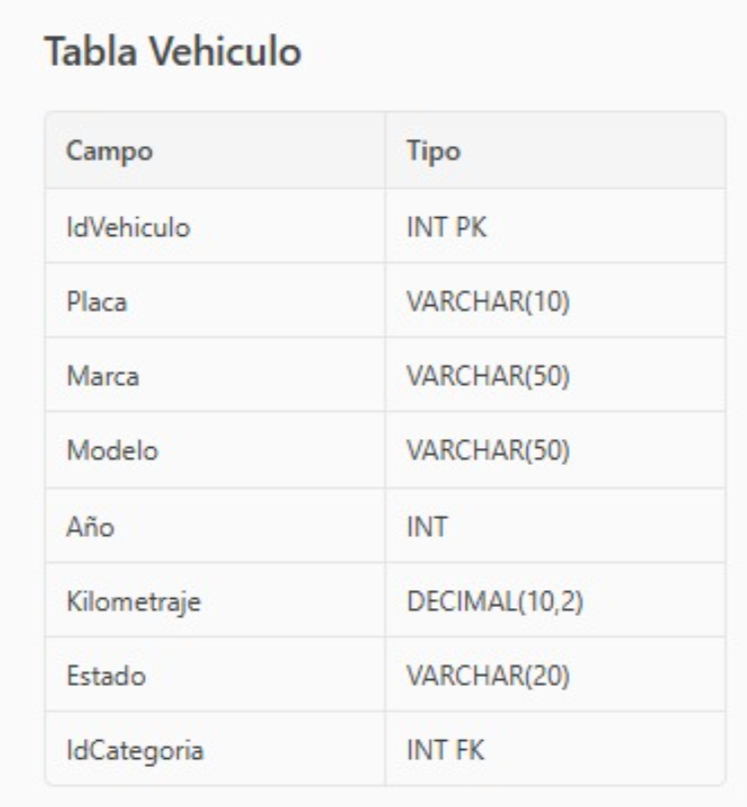 Tabla Vehiculo
Campo Tipo
IdVehiculo INT PK
Placa VARCHAR(10)
Marca VARCHAR(50)
Modelo VARCHAR(50)
Año INT
Kilometraje DECIMAL(10,2)
Estado VARCHAR(20)
IdCategoria INT FK